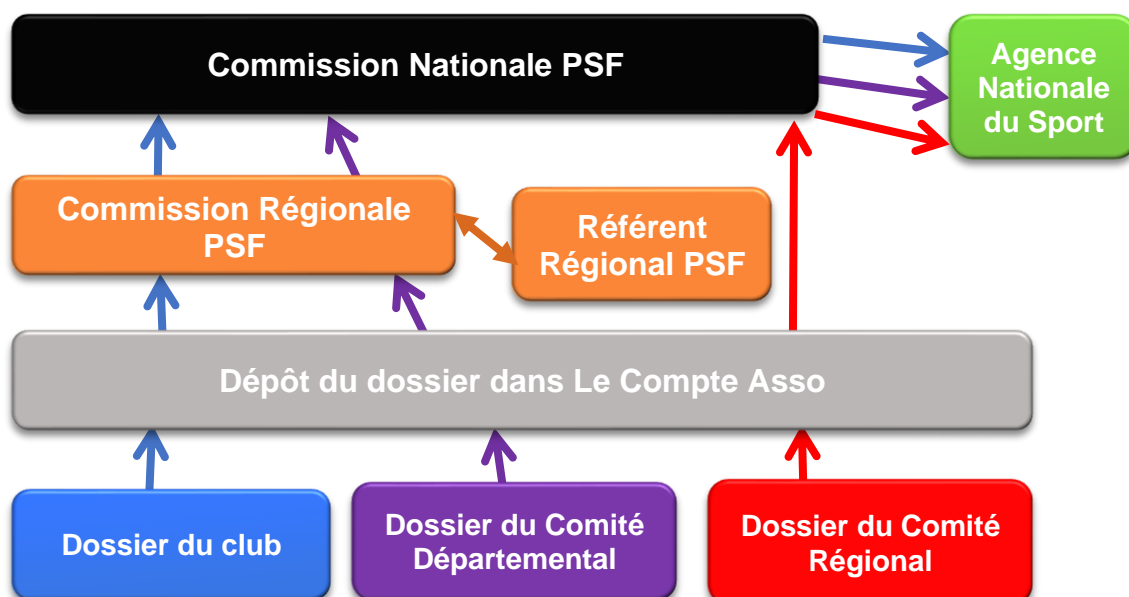 Commission Nationale PSF
Agence
Nationale
du Sport
Commission Régionale
PSF
Référent
Régional PSF
Dépôt du dossier dans Le Compte Asso
Dossier du club
Dossier du Comité
Départemental
Dossier du Comité
Régional